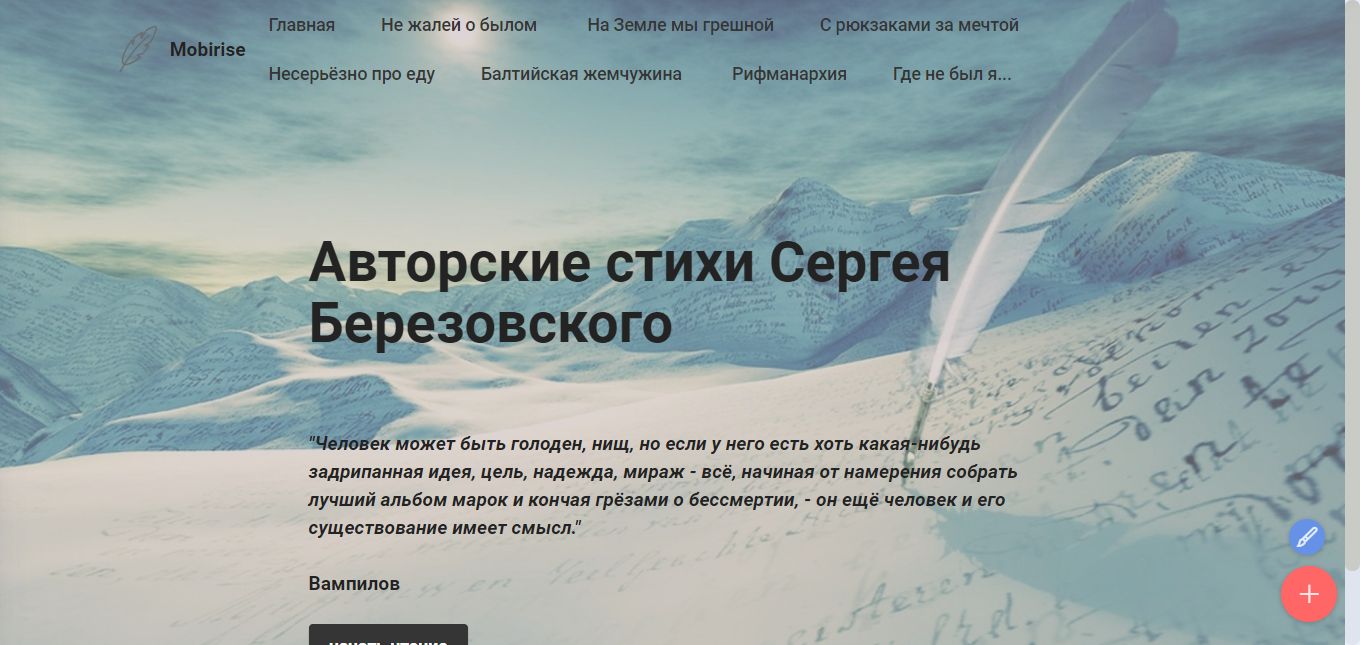 Mobirise
Главная Не жалей о былом На Земле мы грешной С рюкзаками за мечтой
Несерьёзно про еду Балтийская жемчужина Рифманархия Где не был я...
Авторские стихи Сергея
Березовского
"Человек может быть голоден, нищ, но если у него есть хоть какая-нибудь
задрипанная идея, цель, надежда, мираж - всё, начиная от намерения собрать
лучший альбом марок и кончая грёзами о бессмертии, - он ещё человек и его
существование имеет смысл."
Вампилов